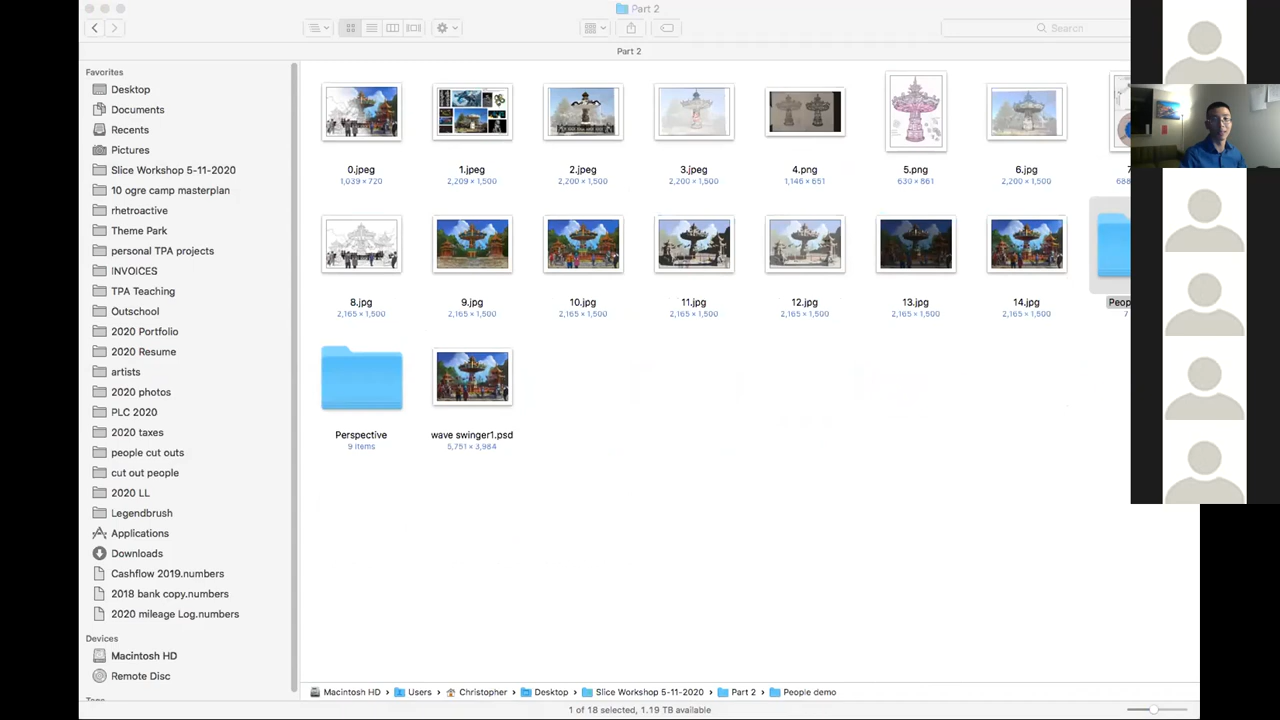 Part 2
Search
Part 2
Favorites
Desktop
Documents
Recents
Pictures
Slice Workshop 5-11-2020
10 ogre camp masterplan
rhetroactive
Theme Park
personal TPA projects
INVOICES
TPA Teaching
Outschool
2020 Portfolio
2020 Resume
artists
2020 photos
PLC 2020
2020 taxes
people cut outs
cut out people
2020 LL
Legendbrush
Applications
Downloads
Cashflow 2019.numbers
2018 bank copy.numbers
2020 mileage Log.numbers
Devices
Macintosh HD
Remote Disc
0.jpeg 1.jpeg 2.jpeg 3.jpeg 4.png 5.png 6.jpg 7
1,039 × 720 2,209 × 1,500 2,200 × 1,500 2,200 × 1,500 1,146 × 651 630 × 861 2,200 × 1,500 688
8.jpg 9.jpg 10.jpg 11.jpg 12.jpg 13.jpg 14.jpg Peop
2,165 × 1,500 2,165 × 1,500 2,165 × 1,500 2,165 × 1,500 2,165 × 1,500 2,165 × 1,500 2,165 × 1,500 7
Perspective wave swinger1.psd
9 items 5,751 × 3,984
Macintosh HD › Users › Christopher › Desktop › Slice Workshop 5-11-2020 › Part 2 › People demo
1 of 18 selected, 1.19 TB available